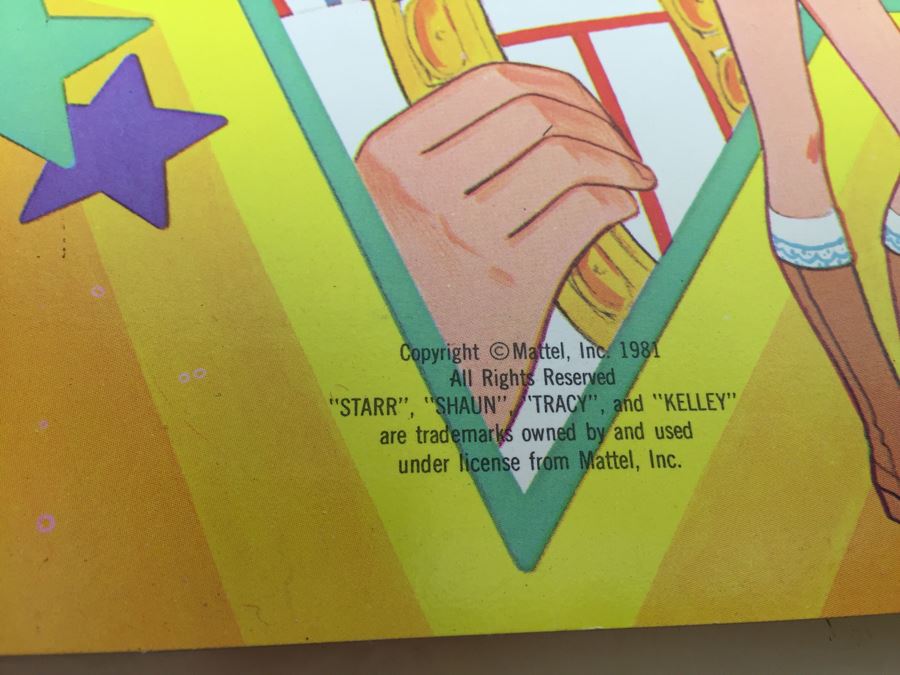 Copyright ©Mattel, Inc. 1981
All Rights Reserved
"STARR", "SHAUN", "TRACY", and "KELLEY"
are trademarks owned by and used
under license from Mattel, Inc.